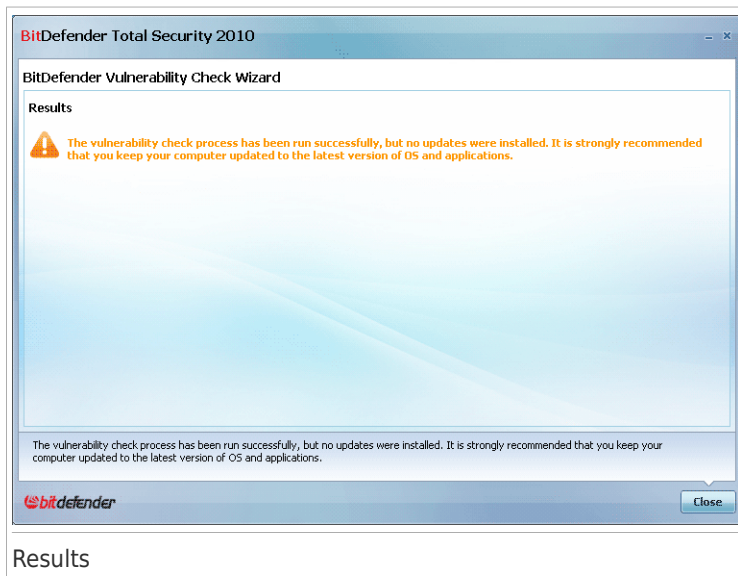 BitDefender Total Security 2010
BitDefender Vulnerability Check Wizard
Results
The vulnerability check process has been run successfully, but no updates were installed. It is strongly recommended
that you keep your computer updated to the latest version of OS and applications.
The vulnerability check process has been run successfully, but no updates were installed. It is strongly recommended that you keep your
computer updated to the latest version of OS and applications.
bitdefender
Close
Results